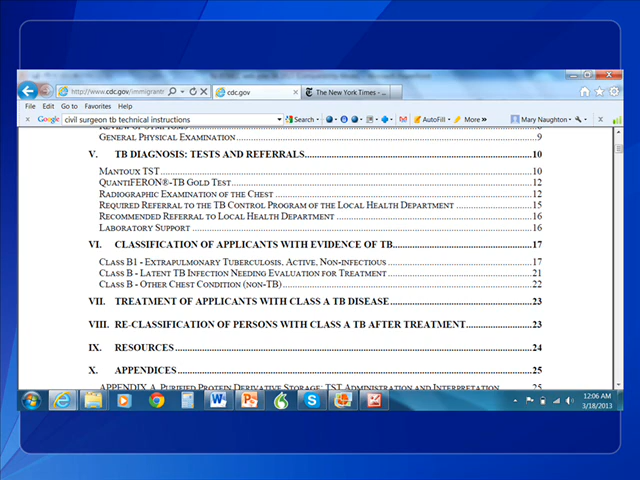 http://www.cdc.gov/immigrantr
cdc.gov
The New York Times -
File Edit Go to Favorites Help
Google civil surgeon tb technical instructions Search More AutoFill Mary Naughton
GENERAL PHYSICAL EXAMINATION 9
V. TB DIAGNOSIS: TESTS AND REFERRALS 10
MANTOUX TST 10
QUANTIFERON®-TB GOLD TEST 12
RADIOGRAPHIC EXAMINATION OF THE CHEST 12
REQUIRED REFERRAL TO THE TB CONTROL PROGRAM OF THE LOCAL HEALTH DEPARTMENT 15
RECOMMENDED REFERRAL TO LOCAL HEALTH DEPARTMENT 16
LABORATORY SUPPORT 16
VI. CLASSIFICATION OF APPLICANTS WITH EVIDENCE OF TB 17
CLASS B1 - EXTRAPULMONARY TUBERCULOSIS, ACTIVE, NON-INFECTIOUS 17
CLASS B - LATENT TB INFECTION NEEDING EVALUATION FOR TREATMENT 21
CLASS B - OTHER CHEST CONDITION (NON-TB) 22
VII. TREATMENT OF APPLICANTS WITH CLASS A TB DISEASE 23
VIII. RE-CLASSIFICATION OF PERSONS WITH CLASS A TB AFTER TREATMENT 23
IX. RESOURCES 24
X. APPENDICES 25
APPENDIX A. PURIFIED PROTEIN DERIVATIVE STORAGE; TST ADMINISTRATION AND INTERPRETATION 25
12:06 AM
3/18/2013